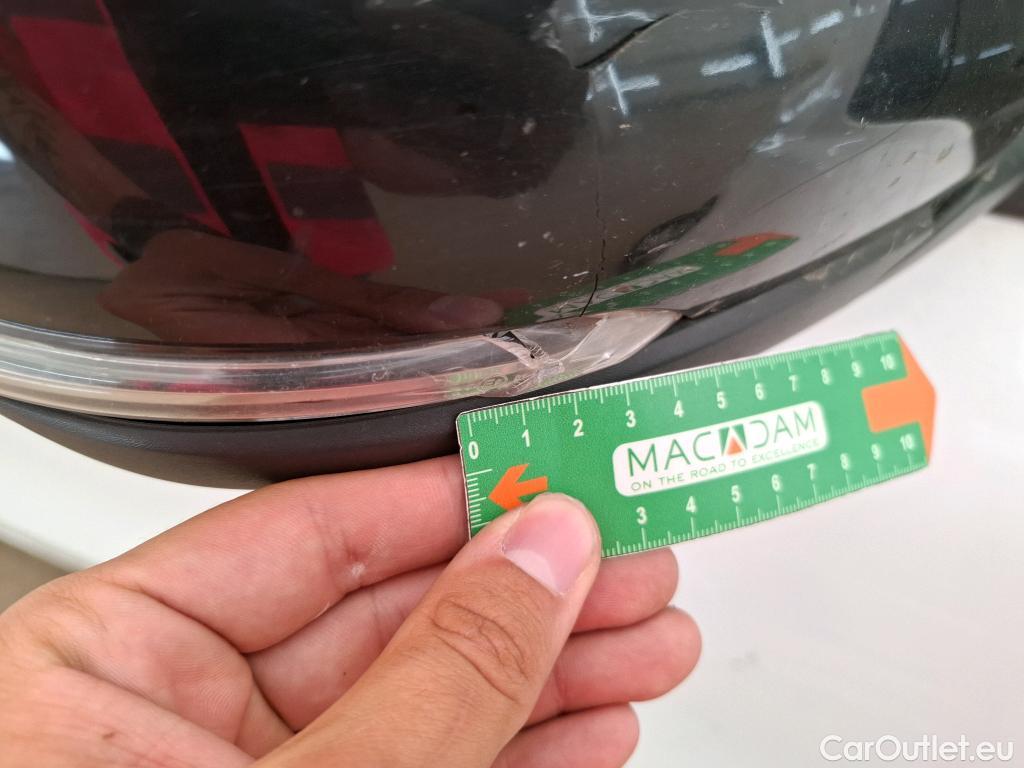 0 1 2 3 4 5 6 7 8 9 10
MACADAM
ON THE ROAD TO EXCELLENCE
3 4 5 6 7 8 9 10
CarOutlet.eu